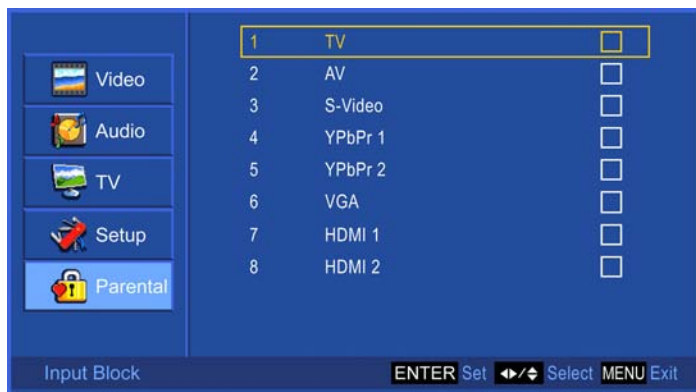 Video
Audio
TV
Setup
Parental
1 TV
2 AV
3 S-Video
4 YPbPr 1
5 YPbPr 2
6 VGA
7 HDMI 1
8 HDMI 2
Input Block
ENTER Set Select MENU Exit